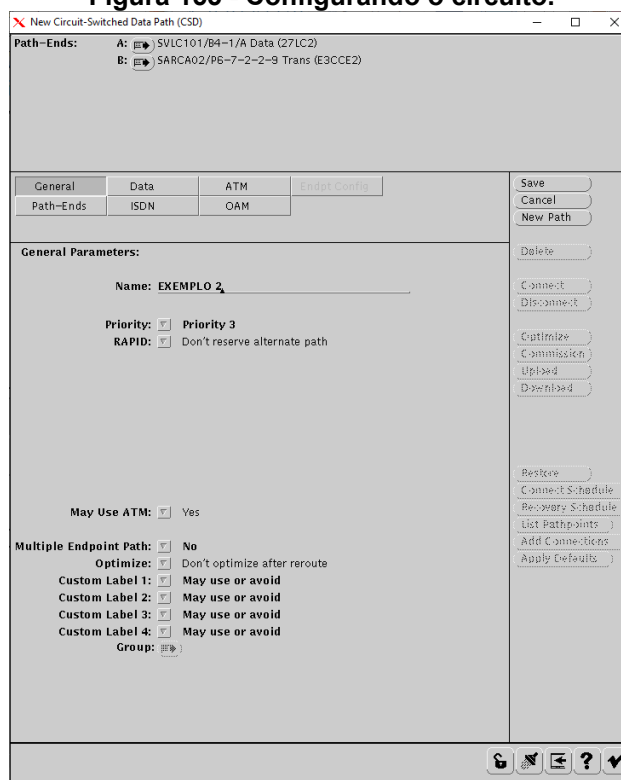 New Circuit-Switched Data Path (CSD)
Path-Ends: A: SVLC101/B4-1/A Data (27LC2)
B: SARCA02/P6-7-2-2-9 Trans (E3CCE2)
General Data ATM Endpt Config
Path-Ends ISDN OAM
Save
Cancel
New Path
General Parameters:
Delete
Name: EXEMPLO 2
Connect
Disconnect
Priority: Priority 3
RAPID: Don't reserve alternate path
Optimize
Commission
Upload
Download
Restore
Connect Schedule
Recovery Schedule
List Pathpoints
Add Connections
Apply Defaults
May Use ATM: Yes
Multiple Endpoint Path: No
Optimize: Don't optimize after reroute
Custom Label 1: May use or avoid
Custom Label 2: May use or avoid
Custom Label 3: May use or avoid
Custom Label 4: May use or avoid
Group: